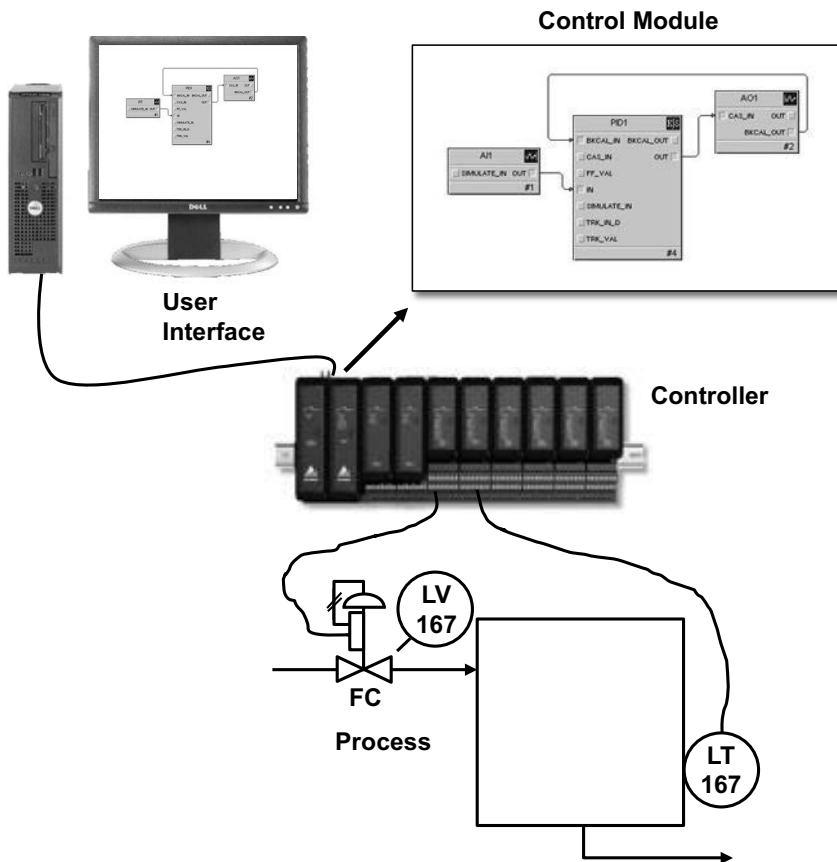 Control Module
PID1
BKCAL_IN BKCAL_OUT
CAS_IN OUT
FF_VAL
IN
SIMULATE_IN
TRK_IN_D
TRK_VAL
#4
AI1
SIMULATE_IN OUT
#1
AO1
CAS_IN OUT
BKCAL_OUT
#2
DELL
User
Interface
Controller
LV
167
FC
Process
LT
167